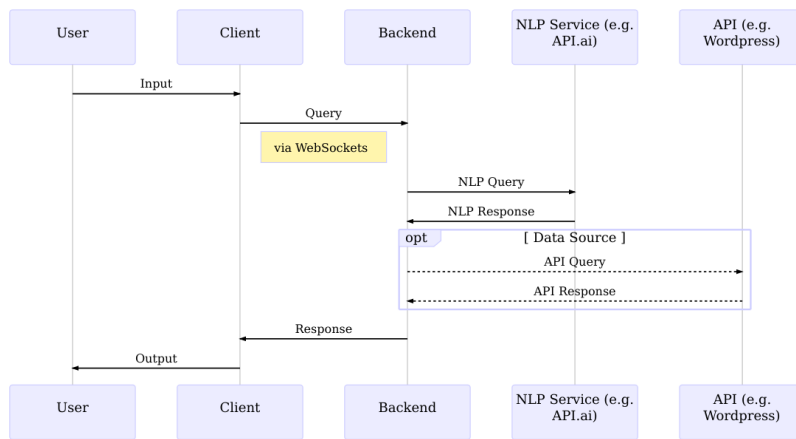 User
Client
Backend
NLP Service (e.g.
API.ai)
API (e.g.
Wordpress)
Input
Query
via WebSockets
NLP Query
NLP Response
opt
[ Data Source ]
API Query
API Response
Response
Output
User
Client
Backend
NLP Service (e.g.
API.ai)
API (e.g.
Wordpress)